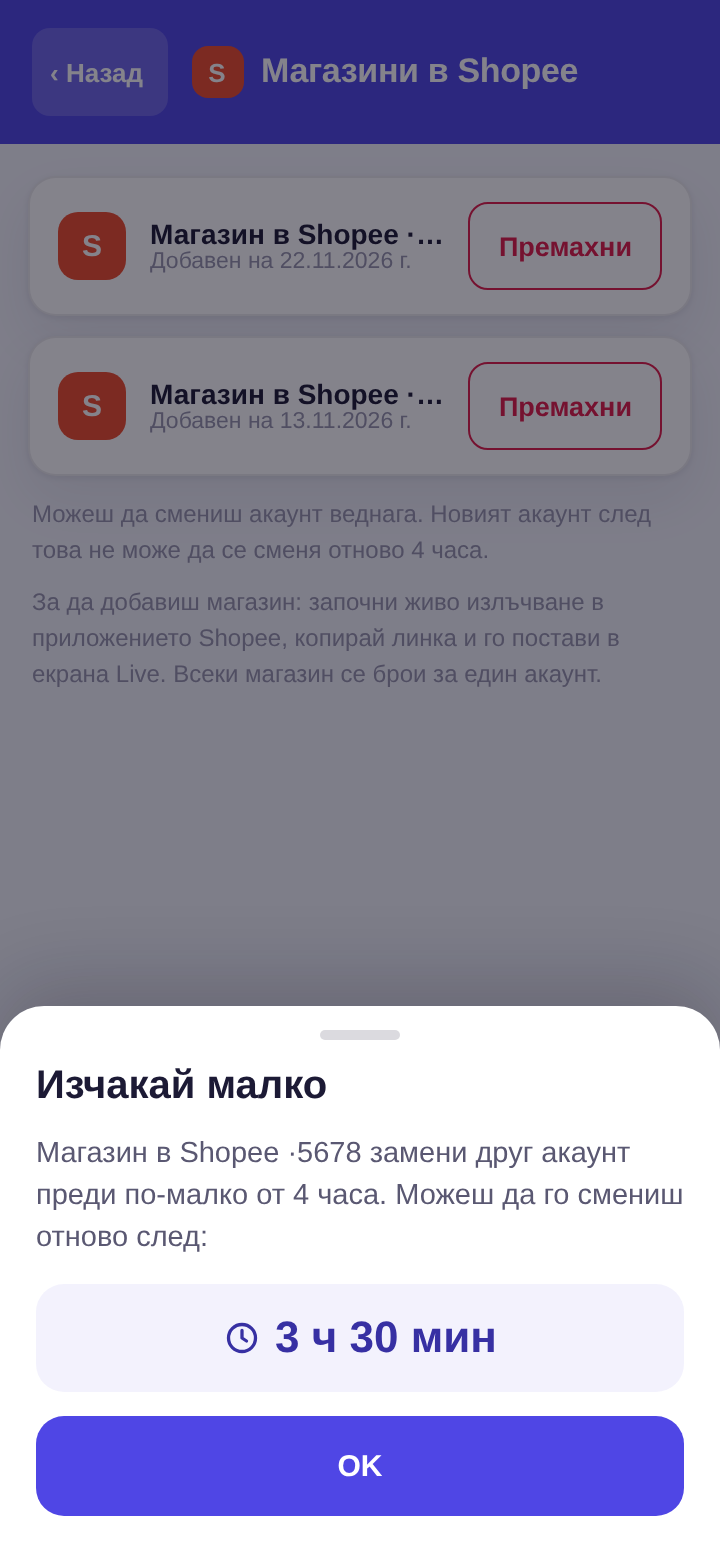 ‹ Назад
S
Магазини в Shopee
S
Магазин в Shopee ·…
Добавен на 22.11.2026 г.
Премахни
S
Магазин в Shopee ·…
Добавен на 13.11.2026 г.
Премахни
Можеш да смениш акаунт веднага. Новият акаунт след
това не може да се сменя отново 4 часа.
За да добавиш магазин: започни живо излъчване в
приложението Shopee, копирай линка и го постави в
екрана Live. Всеки магазин се брои за един акаунт.
Изчакай малко
Магазин в Shopee ·5678 замени друг акаунт
преди по-малко от 4 часа. Можеш да го смениш
отново след:
3 ч 30 мин
OK